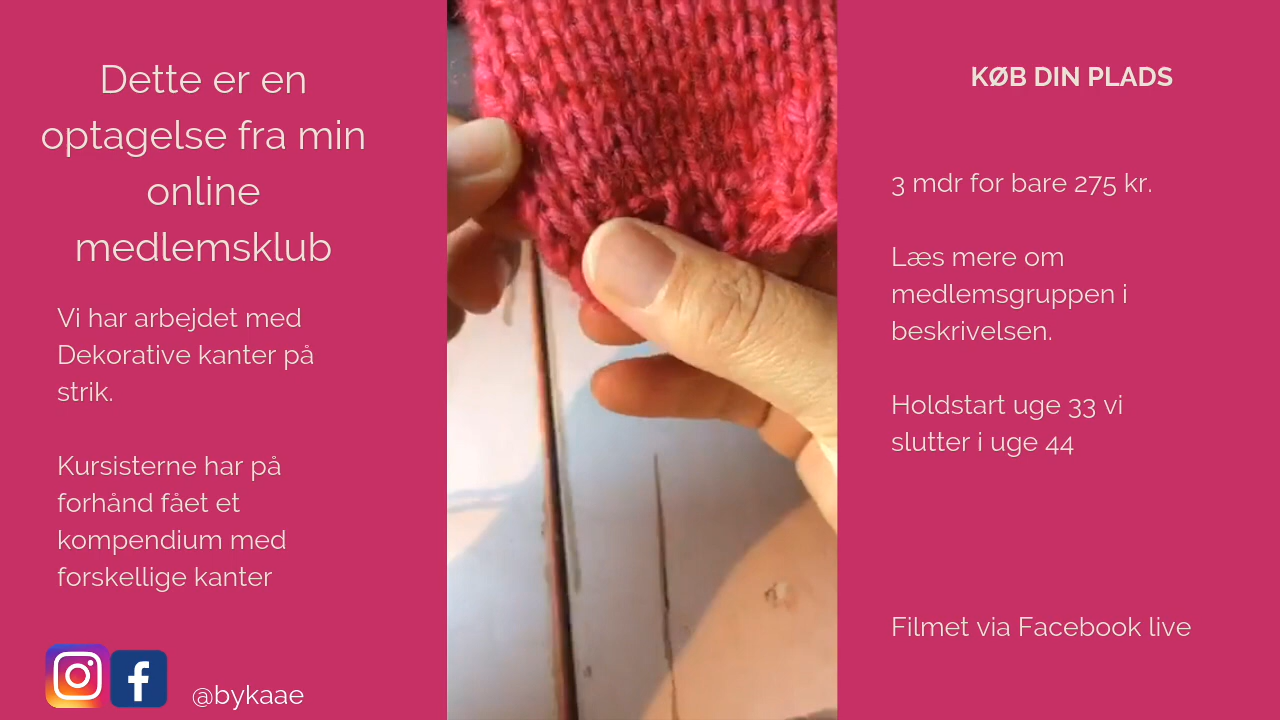 Dette er en
optagelse fra min
online
medlemsklub
Vi har arbejdet med
Dekorative kanter på
strik.
Kursisterne har på
forhånd fået et
kompendium med
forskellige kanter
@bykaae
KØB DIN PLADS
3 mdr for bare 275 kr.
Læs mere om
medlemsgruppen i
beskrivelsen.
Holdstart uge 33 vi
slutter i uge 44
Filmet via Facebook live